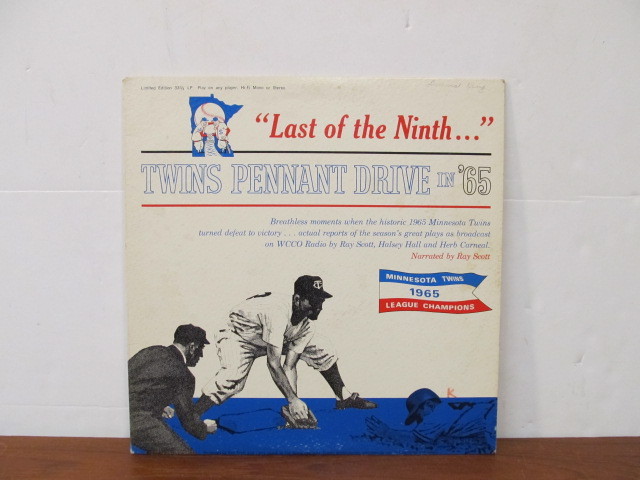 Limited Edition 33⅓ LP. Play on any player. Hi-Fi, Mono or Stereo
"Last of the Ninth..."
TWINS PENNANT DRIVE IN '65
Breathless moments when the historic 1965 Minnesota Twins
turned defeat to victory . . . actual reports of the season's great plays as broadcast
on WCCO Radio by Ray Scott, Halsey Hall and Herb Carneal.
Narrated by Ray Scott
MINNESOTA TWINS
1965
LEAGUE CHAMPIONS
TC
K